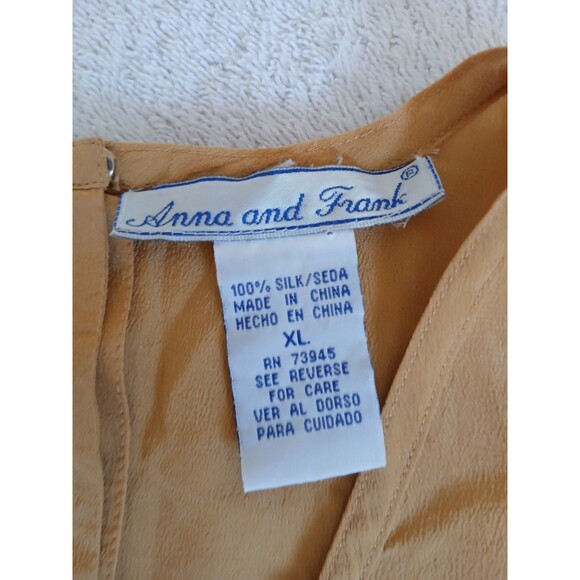 Anna and Frank®
100% SILK/SEDA
MADE IN CHINA
HECHO EN CHINA
XL
RN 73945
SEE REVERSE
FOR CARE
VER AL DORSO
PARA CUIDADO